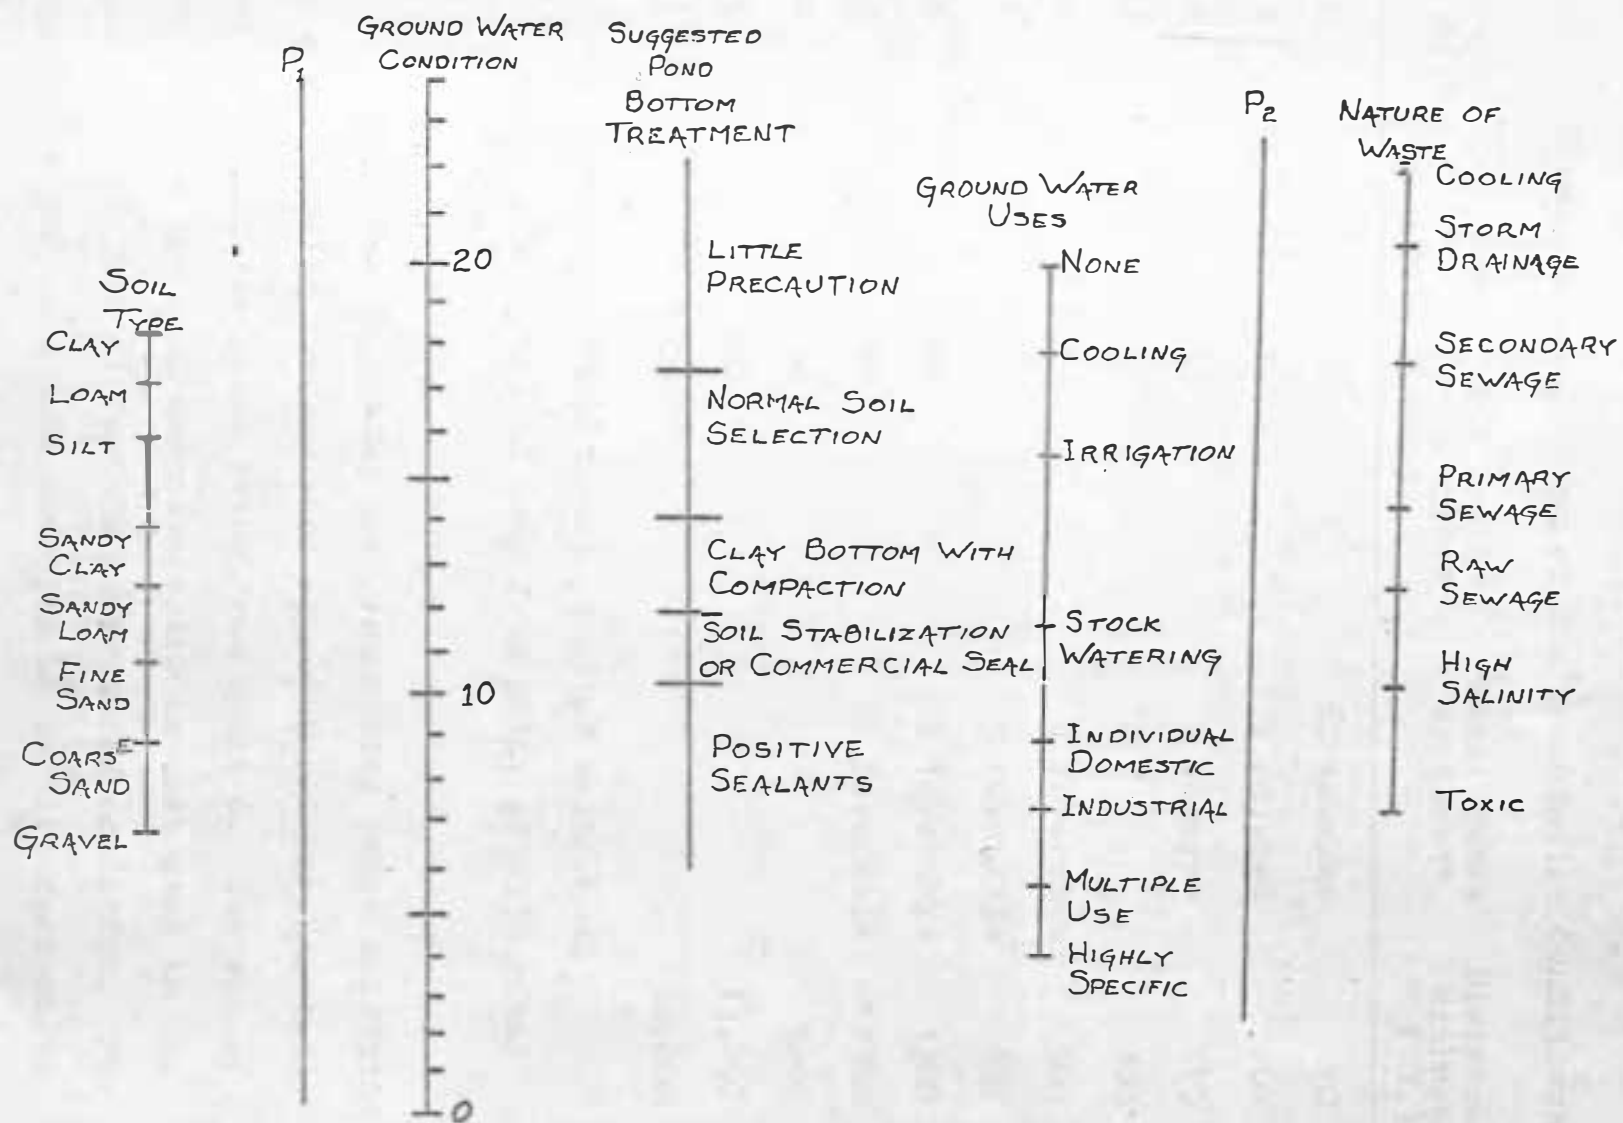 P1
GROUND WATER
CONDITION
20
10
0
SUGGESTED
POND
BOTTOM
TREATMENT
LITTLE
PRECAUTION
NORMAL SOIL
SELECTION
CLAY BOTTOM WITH
COMPACTION
SOIL STABILIZATION
OR COMMERCIAL SEAL
POSITIVE
SEALANTS
SOIL
TYPE
CLAY
LOAM
SILT
SANDY
CLAY
SANDY
LOAM
FINE
SAND
COARSE
SAND
GRAVEL
GROUND WATER
USES
NONE
COOLING
IRRIGATION
STOCK
WATERING
INDIVIDUAL
DOMESTIC
INDUSTRIAL
MULTIPLE
USE
HIGHLY
SPECIFIC
P2
NATURE OF
WASTE
COOLING
STORM
DRAINAGE
SECONDARY
SEWAGE
PRIMARY
SEWAGE
RAW
SEWAGE
HIGH
SALINITY
TOXIC